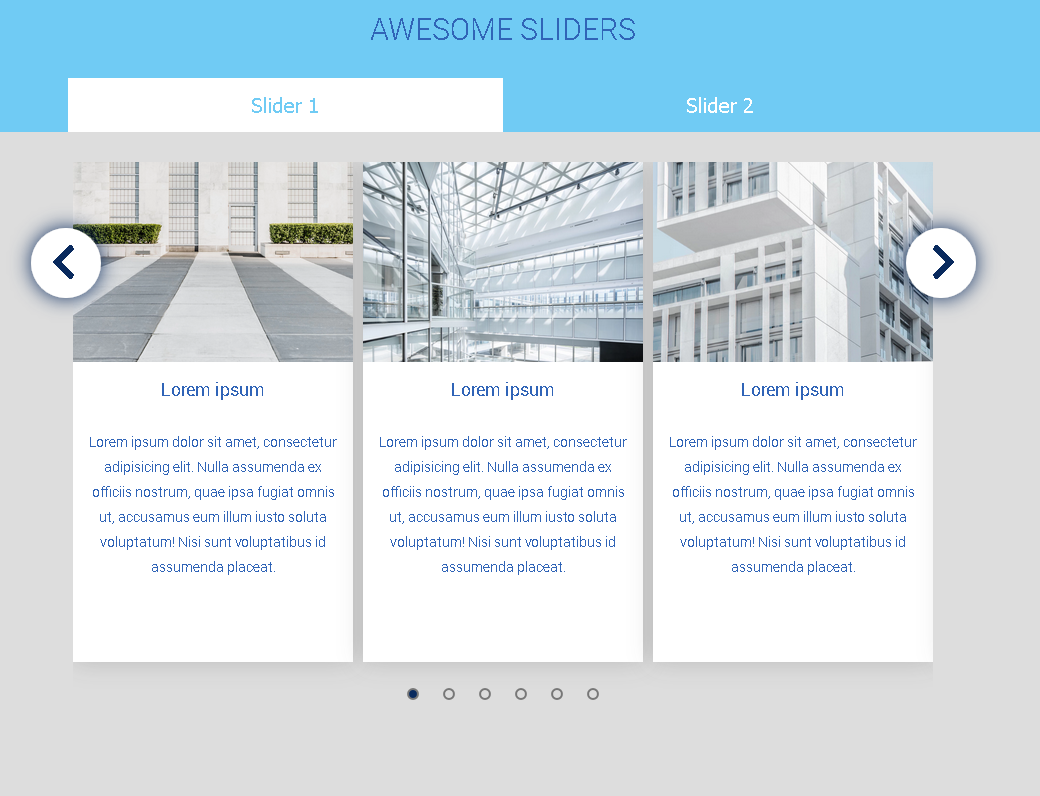 AWESOME SLIDERS
Slider 1
Slider 2
Lorem ipsum
Lorem ipsum dolor sit amet, consectetur
adipisicing elit. Nulla assumenda ex
officiis nostrum, quae ipsa fugiat omnis
ut, accusamus eum illum iusto soluta
voluptatum! Nisi sunt voluptatibus id
assumenda placeat.
Lorem ipsum
Lorem ipsum dolor sit amet, consectetur
adipisicing elit. Nulla assumenda ex
officiis nostrum, quae ipsa fugiat omnis
ut, accusamus eum illum iusto soluta
voluptatum! Nisi sunt voluptatibus id
assumenda placeat.
Lorem ipsum
Lorem ipsum dolor sit amet, consectetur
adipisicing elit. Nulla assumenda ex
officiis nostrum, quae ipsa fugiat omnis
ut, accusamus eum illum iusto soluta
voluptatum! Nisi sunt voluptatibus id
assumenda placeat.